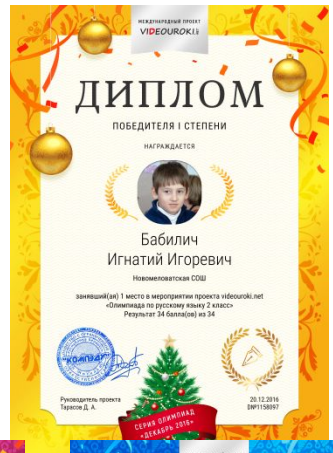 МЕЖДУНАРОДНЫЙ ПРОЕКТ
VIDEOUROKI
ДИПЛОМ
ПОБЕДИТЕЛЯ I СТЕПЕНИ
НАГРАЖДАЕТСЯ
Бабилич
Игнатий Игоревич
Новомеловатская СОШ
занявший(ая) 1 место в мероприятии проекта videouroki.net
«Олимпиада по русскому языку 2 класс»
Результат 34 балла(ов) из 34
"КОМПЭДУ"
Руководитель проекта
Тарасов Д. А.
20.12.2016
DN№1158097
СЕРИЯ ОЛИМПИАД
«ДЕКАБРЬ 2016»